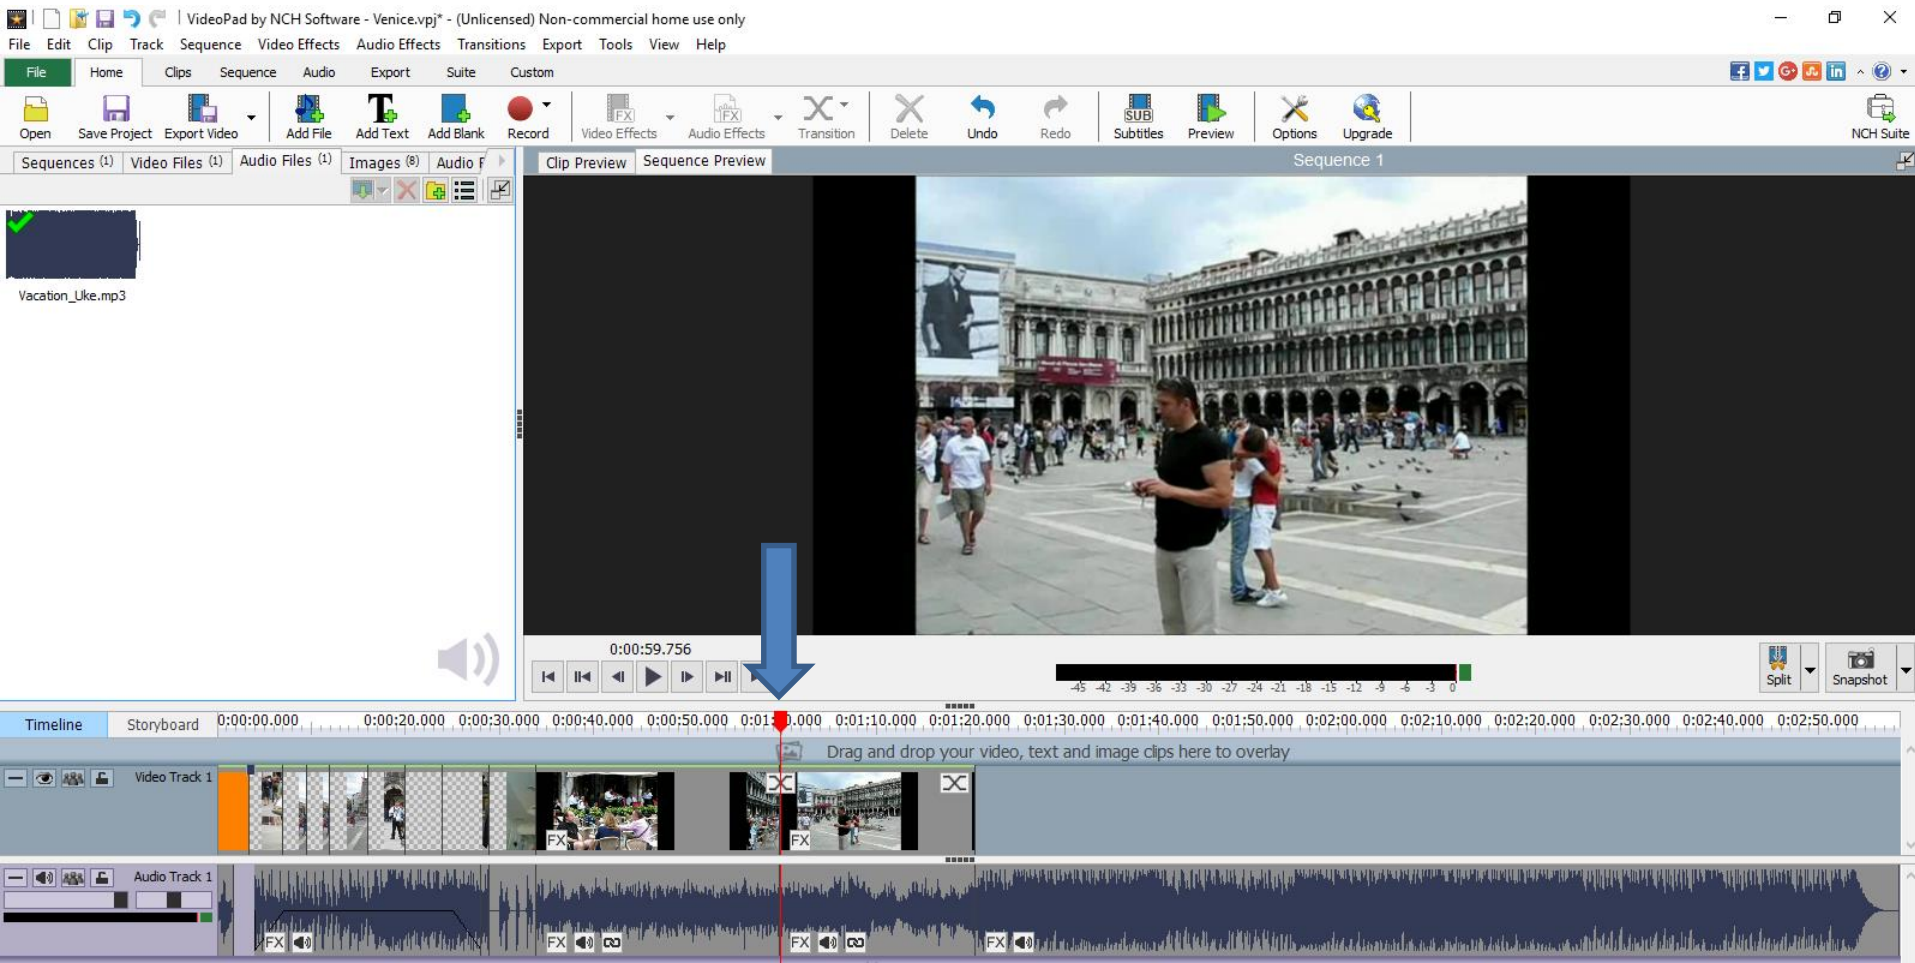 VideoPad by NCH Software - Venice.vpj* - (Unlicensed) Non-commercial home use only
File Edit Clip Track Sequence Video Effects Audio Effects Transitions Export Tools View Help
File Home Clips Sequence Audio Export Suite Custom
Open Save Project Export Video Add File Add Text Add Blank Record Video Effects Audio Effects Transition Delete Undo Redo Subtitles Preview Options Upgrade NCH Suite
Sequences (1) Video Files (1) Audio Files (1) Images (8) Audio F
Clip Preview Sequence Preview Sequence 1
Vacation_Uke.mp3
0:00:59.756
-45 -42 -39 -36 -33 -30 -27 -24 -21 -18 -15 -12 -9 -6 -3 0
Split Snapshot
Timeline Storyboard 0:00:00.000 0:00:20.000 0:00:30.000 0:00:40.000 0:00:50.000 0:01:10.000 0:01:20.000 0:01:30.000 0:01:40.000 0:01:50.000 0:02:00.000 0:02:10.000 0:02:20.000 0:02:30.000 0:02:40.000 0:02:50.000
Drag and drop your video, text and image clips here to overlay
Video Track 1
FX FX
Audio Track 1
FX FX FX FX